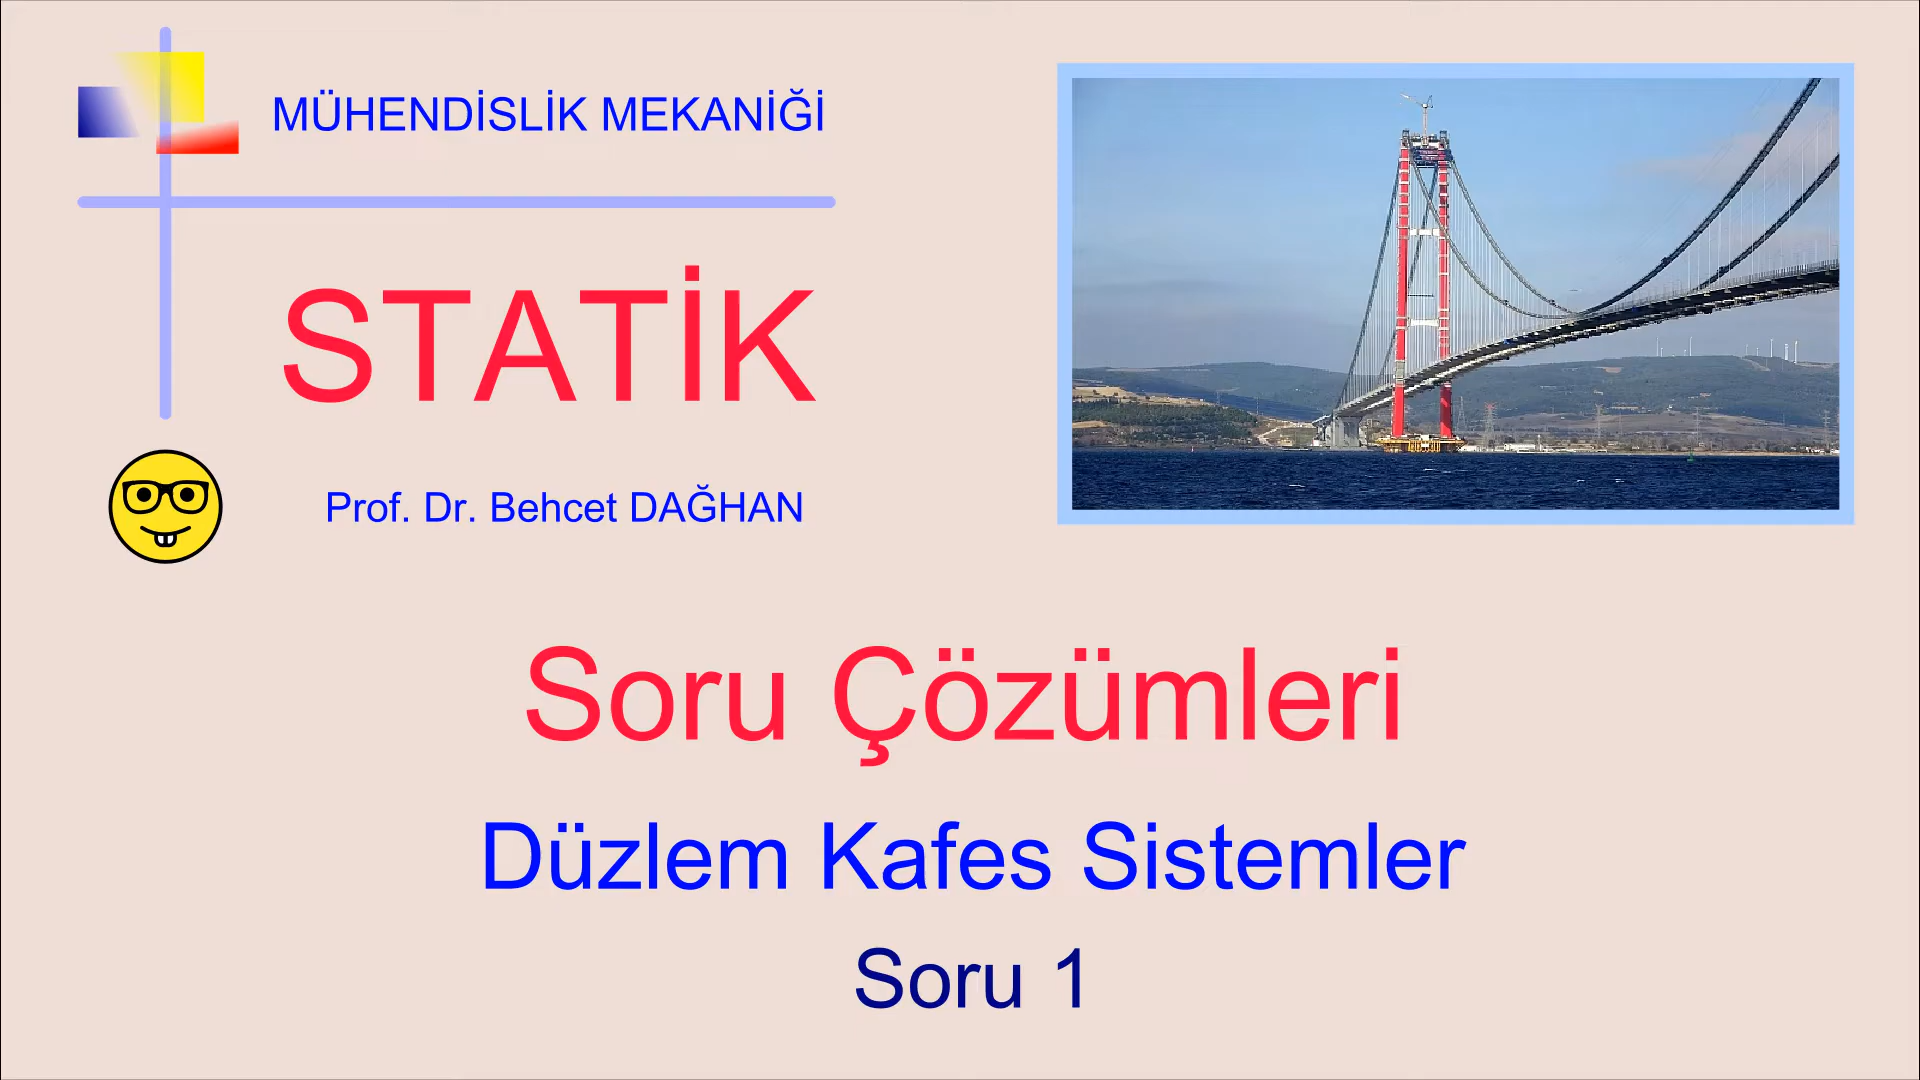 MÜHENDİSLİK MEKANİĞİ
STATİK
Prof. Dr. Behcet DAĞHAN
Soru Çözümleri
Düzlem Kafes Sistemler
Soru 1